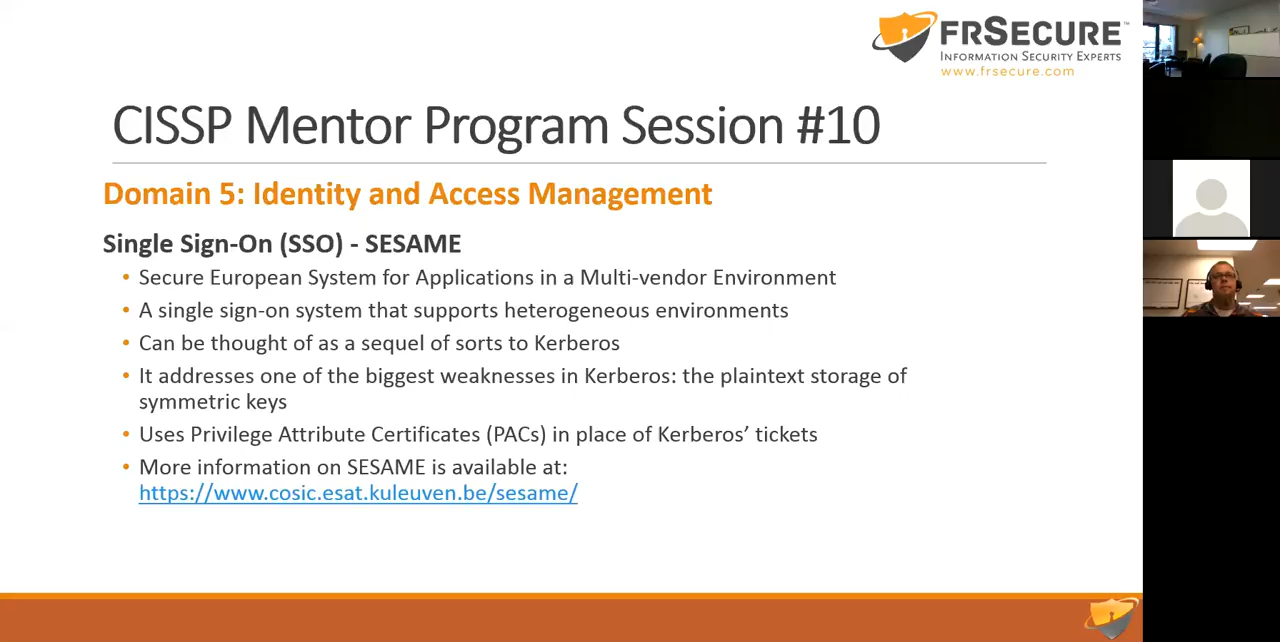 FRSECURE™
INFORMATION SECURITY EXPERTS
www.frsecure.com
CISSP Mentor Program Session #10
Domain 5: Identity and Access Management
Single Sign-On (SSO) - SESAME
• Secure European System for Applications in a Multi-vendor Environment
• A single sign-on system that supports heterogeneous environments
• Can be thought of as a sequel of sorts to Kerberos
• It addresses one of the biggest weaknesses in Kerberos: the plaintext storage of
symmetric keys
• Uses Privilege Attribute Certificates (PACs) in place of Kerberos’ tickets
• More information on SESAME is available at:
https://www.cosic.esat.kuleuven.be/sesame/